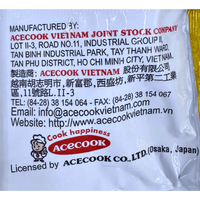 MANUFACTURED BY:
ACECOOK VIETNAM JOINT STOCK COMPANY
LOT II-3, ROAD NO.11, INDUSTRIAL GROUP II,
TAN BINH INDUSTRIAL PARK, TAY THANH WARD,
TAN PHU DISTRICT, HO CHI MINH CITY, VIETNAM.
製造商: ACECOOK VIETNAM 股份有限公司
越南胡志明市, 新富郡, 西盛坊, 新平第二工業
區, 11號路, LII-3
TEL: (84-28) 38 154 064
FAX: (84-28) 38 154 067
Email: info@acecookvietnam.com
Website: http://www.acecookvietnam.vn
Cook happiness
ACECOOK
Licensed by ACECOOK CO.,LTD.(Osaka, Japan)